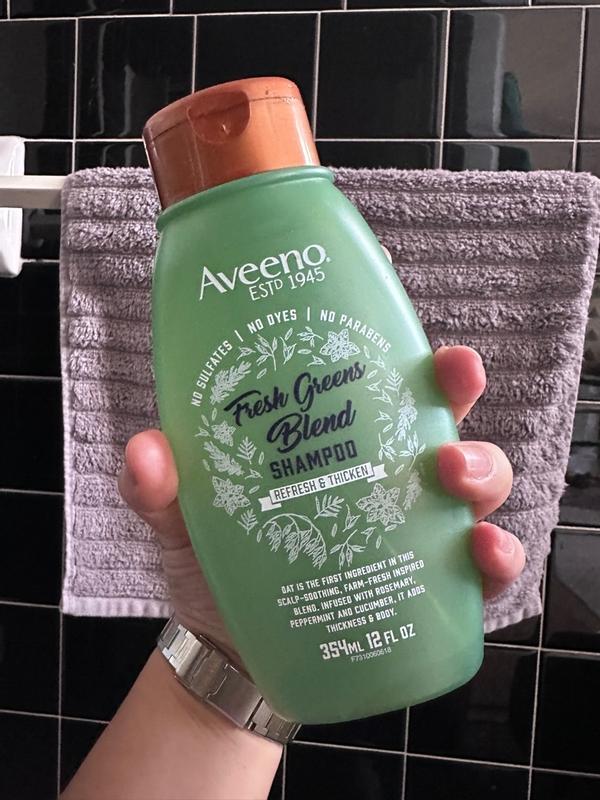 Aveeno®
ESTD 1945
NO SULFATES | NO DYES | NO PARABENS
Fresh Greens
Blend
SHAMPOO
REFRESH & THICKEN
OAT IS THE FIRST INGREDIENT IN THIS
SCALP-SOOTHING, FARM-FRESH INSPIRED
BLEND. INFUSED WITH ROSEMARY,
PEPPERMINT AND CUCUMBER, IT ADDS
THICKNESS & BODY.
354ML 12 FL OZ
F7310060618